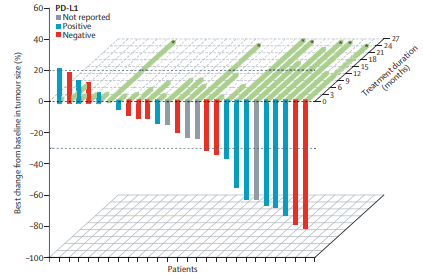 PD-L1
Not reported
Positive
Negative
Best change from baseline in tumour size (%)
60
40
20
0
−20
−40
−60
−80
−100
27
24
21
18
15
12
9
6
3
0
Treatment duration
(months)
Patients